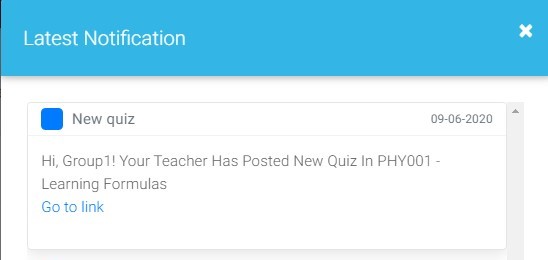 Latest Notification
New quiz 09-06-2020
Hi, Group1! Your Teacher Has Posted New Quiz In PHY001 -
Learning Formulas
Go to link